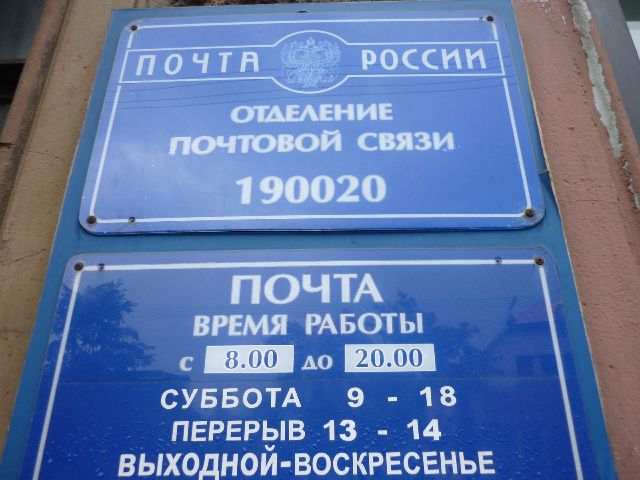 ПОЧТА РОССИИ
ОТДЕЛЕНИЕ
ПОЧТОВОЙ СВЯЗИ
190020
ПОЧТА
ВРЕМЯ РАБОТЫ
с 8.00 до 20.00
СУББОТА 9 - 18
ПЕРЕРЫВ 13 - 14
ВЫХОДНОЙ-ВОСКРЕСЕНЬЕ